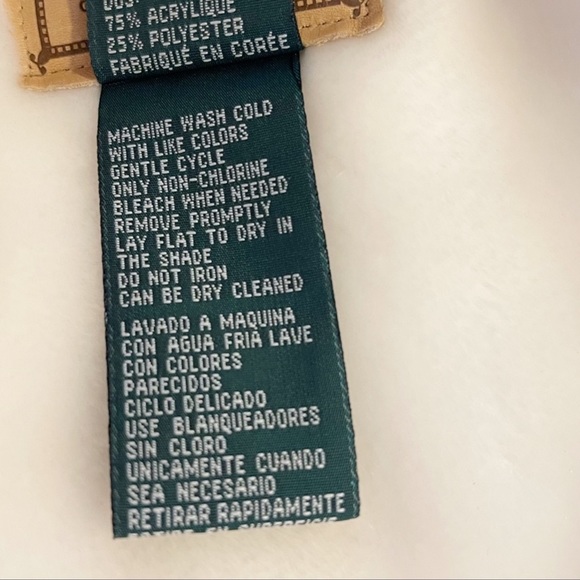 75% ACRYLIQUE
25% POLYESTER
FABRIQUÉ EN CORÉE
MACHINE WASH COLD
WITH LIKE COLORS
GENTLE CYCLE
ONLY NON-CHLORINE
BLEACH WHEN NEEDED
REMOVE PROMPTLY
LAY FLAT TO DRY IN
THE SHADE
DO NOT IRON
CAN BE DRY CLEANED
LAVADO A MAQUINA
CON AGUA FRIA LAVE
CON COLORES
PARECIDOS
CICLO DELICADO
USE BLANQUEADORES
SIN CLORO
UNICAMENTE CUANDO
SEA NECESARIO
RETIRAR RAPIDAMENTE